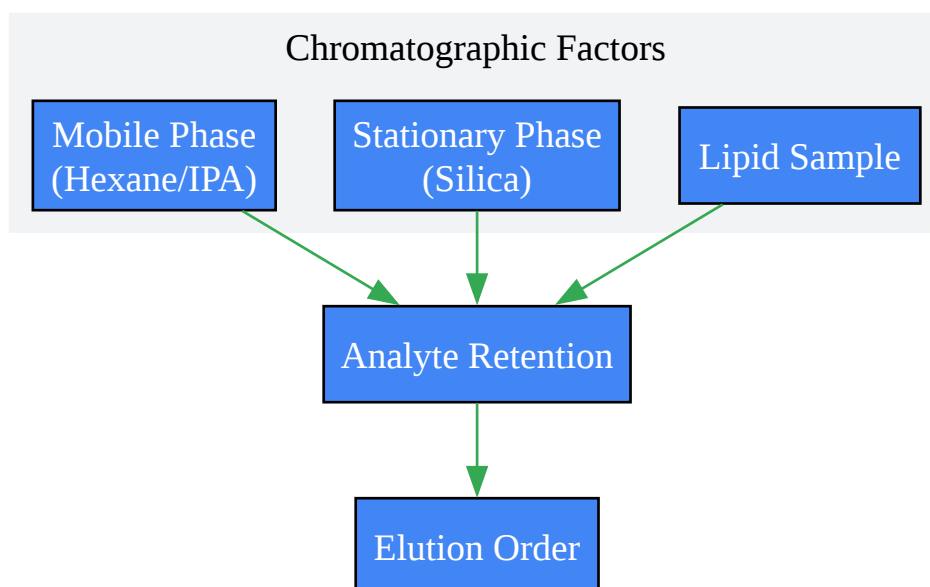 Chromatographic Factors
Mobile Phase
(Hexane/IPA)
Stationary Phase
(Silica)
Lipid Sample
Analyte Retention
Elution Order